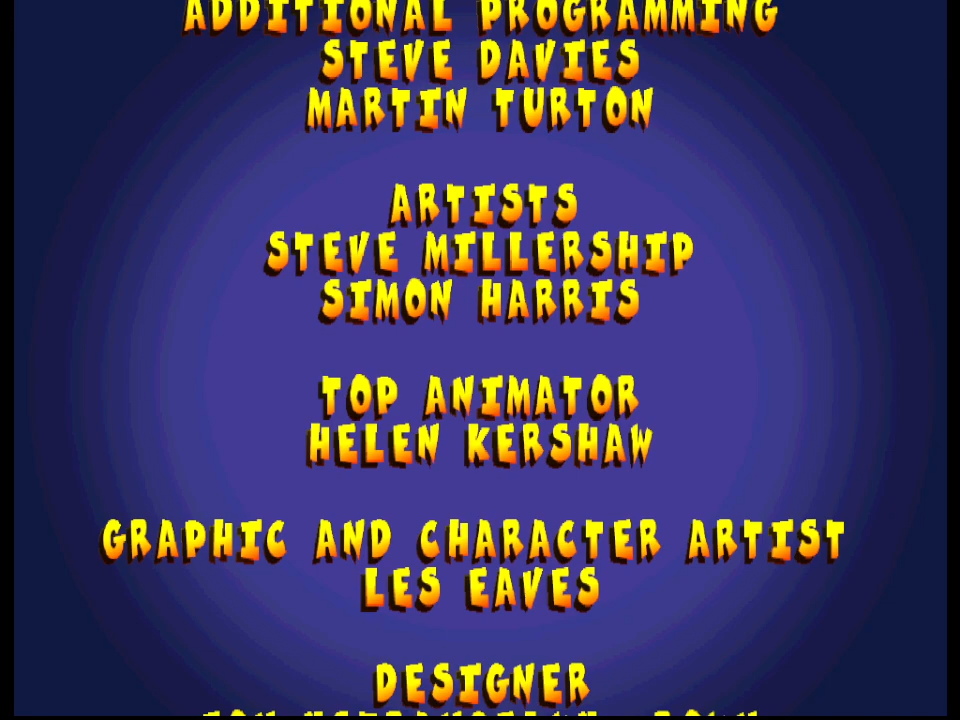 ADDITIONAL PROGRAMMING
STEVE DAVIES
MARTIN TURTON
ARTISTS
STEVE MILLERSHIP
SIMON HARRIS
TOP ANIMATOR
HELEN KERSHAW
GRAPHIC AND CHARACTER ARTIST
LES EAVES
DESIGNER